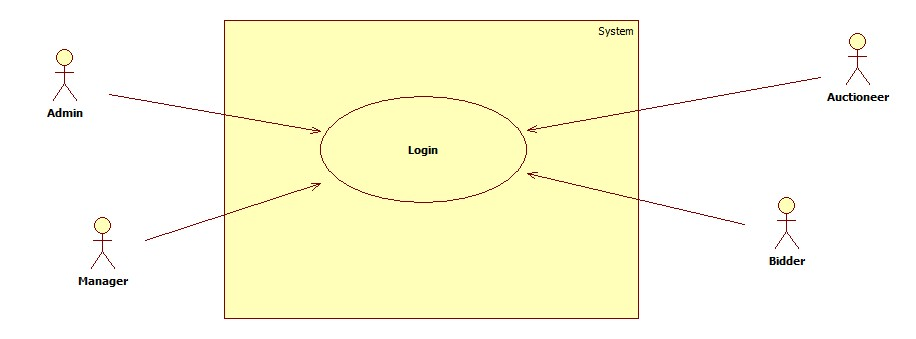 System
Admin
Auctioneer
Login
Manager
Bidder